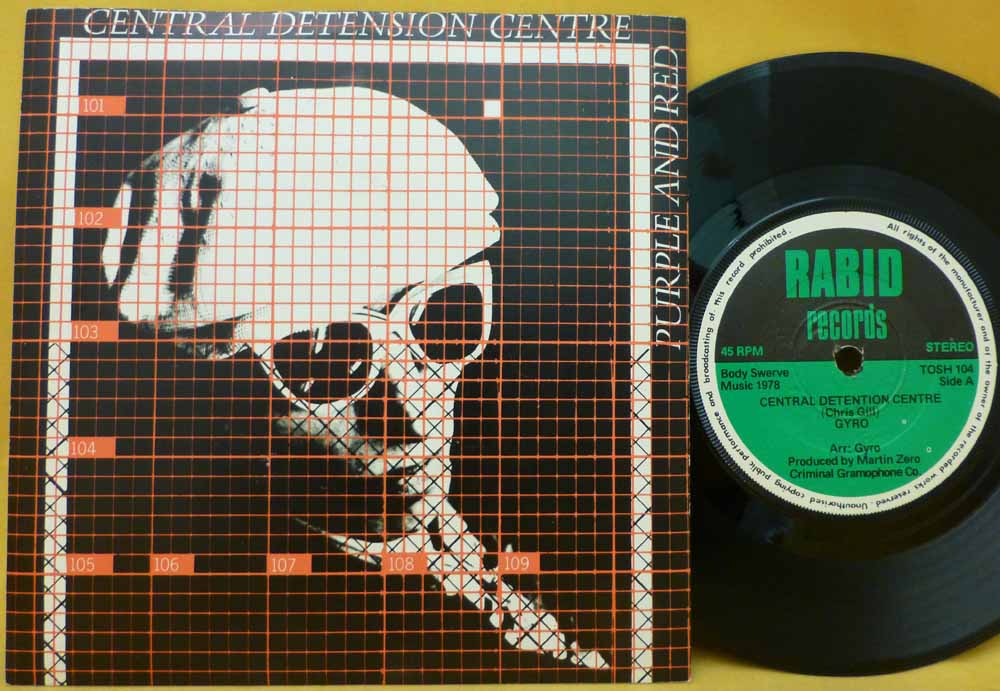 CENTRAL DETENSION CENTRE
PURPLE AND RED
101
102
103
104
105 106 107 108 109
All rights of the manufacturer and of the owner of the recorded works reserved. Unauthorised copying public performance and broadcasting of this record prohibited.
RABID
records
45 RPM STEREO
Body Swerve TOSH 104
Music 1978 Side A
CENTRAL DETENTION CENTRE
(Chris Gill)
GYRO
Arr: Gyro
Produced by Martin Zero
Criminal Gramophone Co.